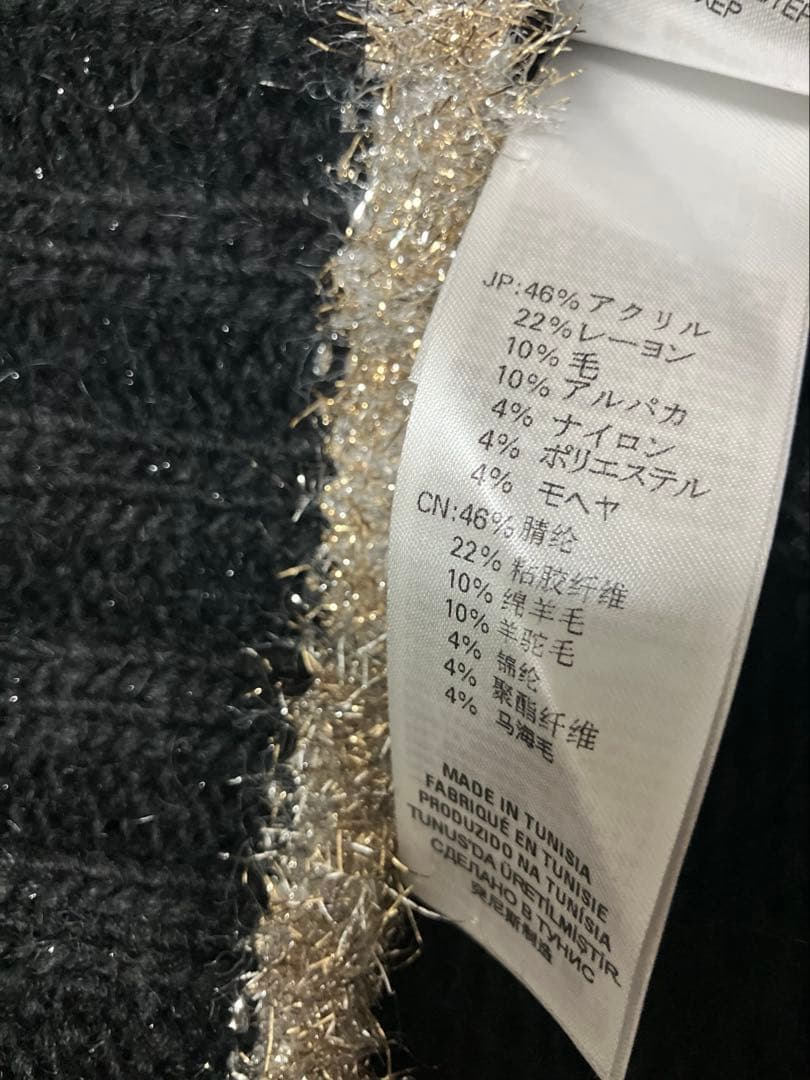 JP:46% アクリル
22% レーヨン
10% 毛
10% アルパカ
4% ナイロン
4% ポリエステル
4% モヘヤ
CN:46% 腈纶
22% 粘胶纤维
10% 绵羊毛
10% 羊驼毛
4% 锦纶
4% 聚酯纤维
4% 马海毛
MADE IN TUNISIA
FABRIQUÉ EN TUNISIE
PRODUZIDO NA TUNÍSIA
TUNUS'DA ÜRETİLMİŞTİR
СДЕЛАНО В ТУНИС
突尼斯制造